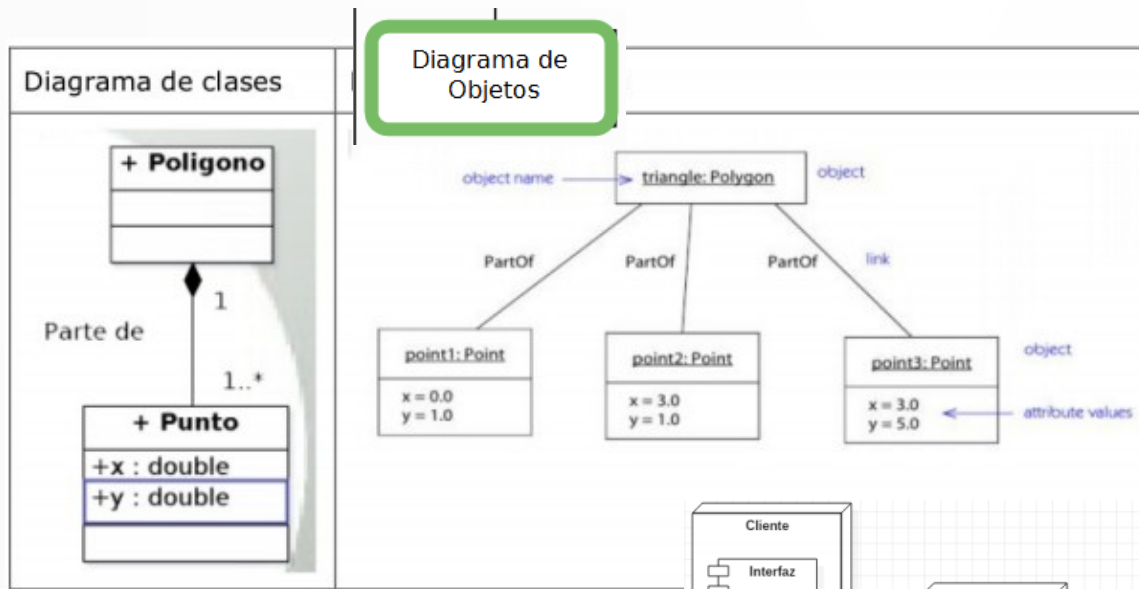 Diagrama de clases
Diagrama de
Objetos
+ Poligono
1
Parte de
1..*
+ Punto
+x : double
+y : double
object name
triangle: Polygon
object
PartOf
PartOf
PartOf
link
point1: Point
x = 0.0
y = 1.0
point2: Point
x = 3.0
y = 1.0
point3: Point
x = 3.0
y = 5.0
object
attribute values
Cliente
Interfaz